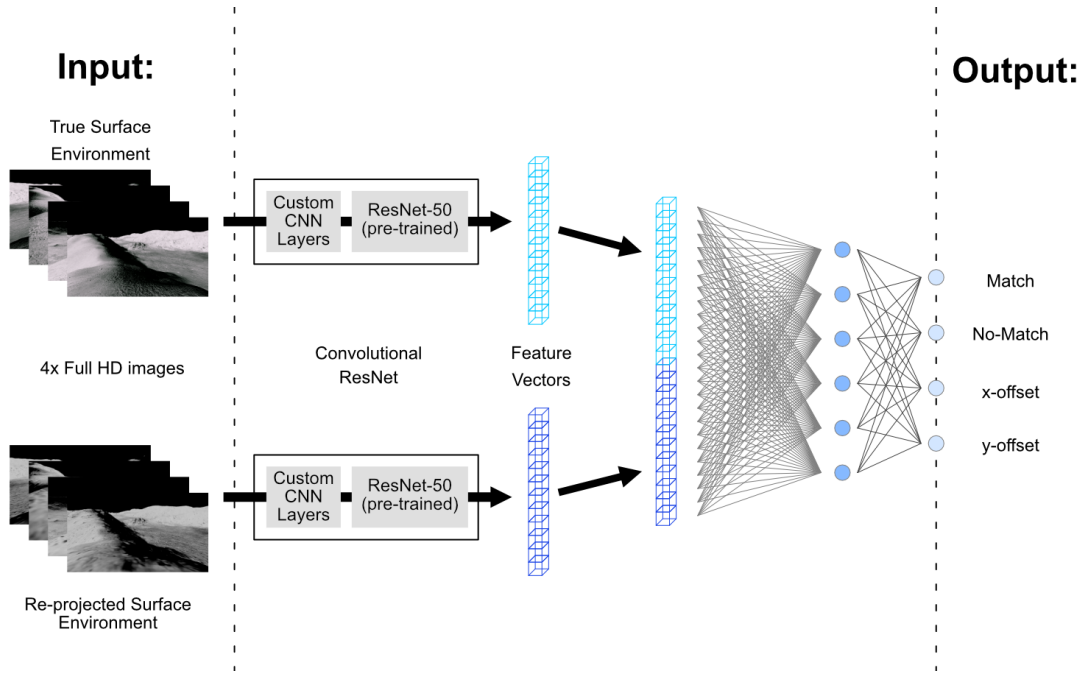 Input:
Output:
True Surface
Environment
Custom
CNN
Layers
ResNet-50
(pre-trained)
4x Full HD images
Convolutional
ResNet
Feature
Vectors
Match
No-Match
x-offset
y-offset
Custom
CNN
Layers
ResNet-50
(pre-trained)
Re-projected Surface
Environment